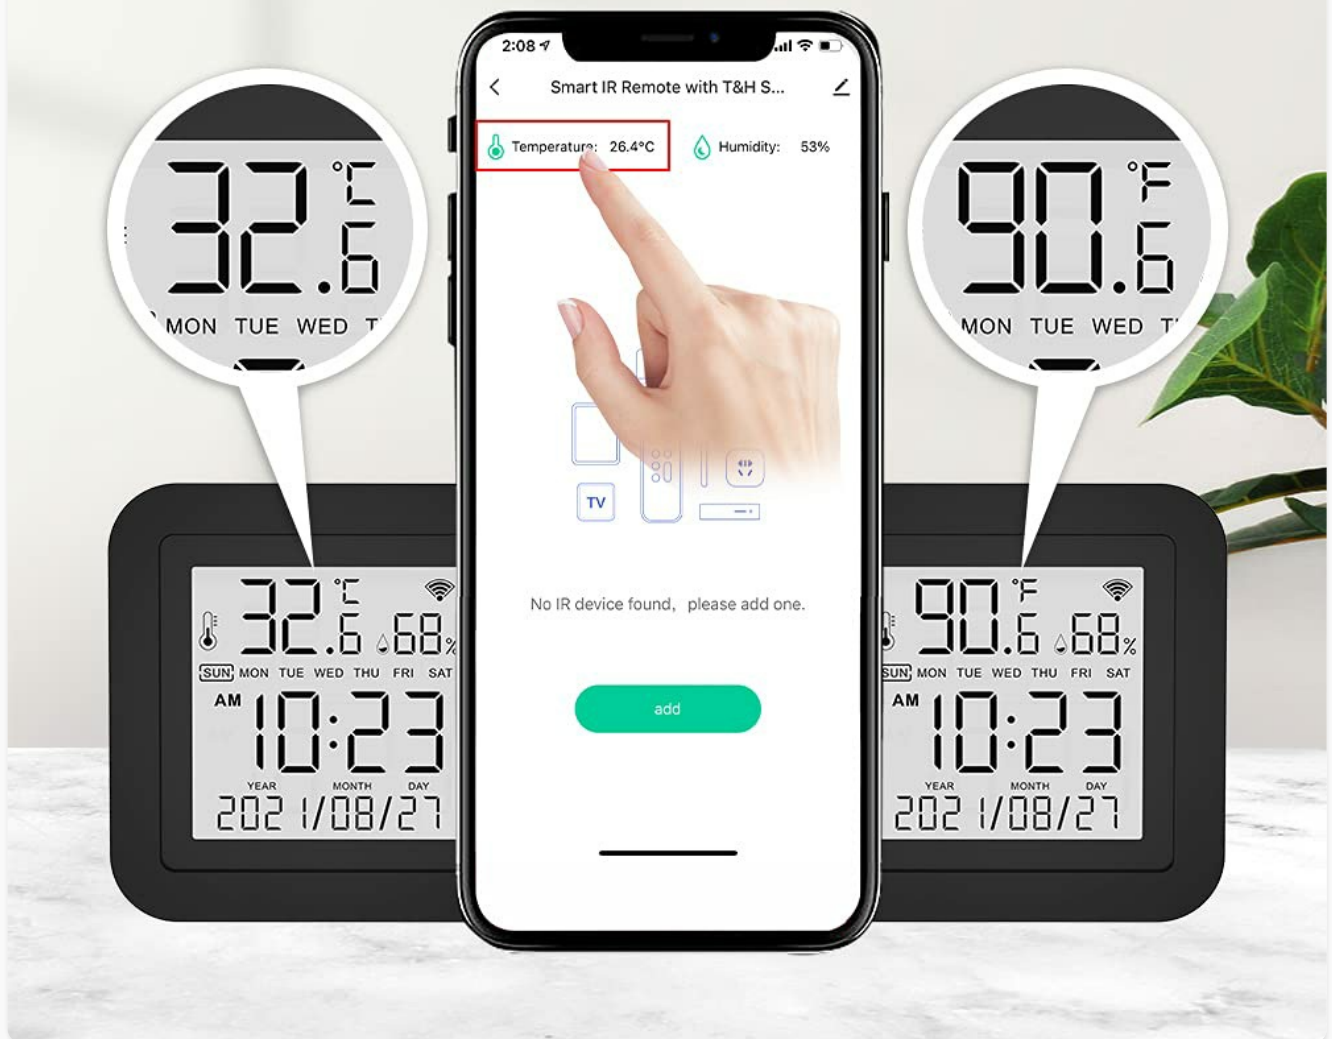 2:08
Smart IR Remote with T&H S...
Temperature: 26.4°C
Humidity: 53%
32.6 °C
MON TUE WED T
90.6 °F
MON TUE WED T
TV
No IR device found, please add one.
add
32.6 °C 68%
SUN MON TUE WED THU FRI SAT
AM 10:23
YEAR MONTH DAY
2021/08/27
90.6 °F 68%
SUN MON TUE WED THU FRI SAT
AM 10:23
YEAR MONTH DAY
2021/08/27